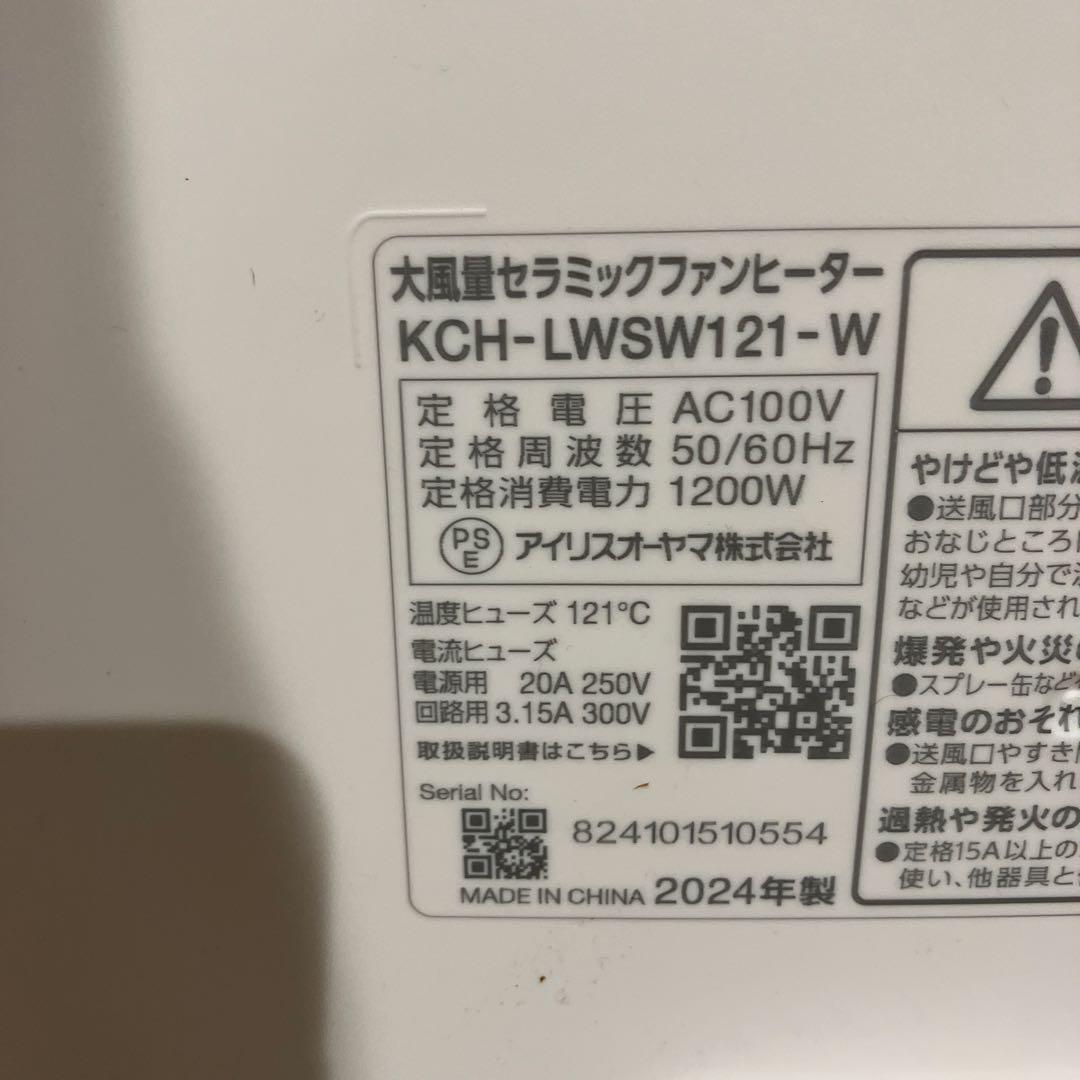 大風量セラミックファンヒーター
KCH-LWSW121-W
定格電圧 AC100V
定格周波数 50/60Hz
定格消費電力 1200W
PSE アイリスオーヤマ株式会社
温度ヒューズ 121℃
電流ヒューズ
電源用 20A 250V
回路用 3.15A 300V
取扱説明書はこちら▶
Serial No:
824101510554
MADE IN CHINA 2024年製
やけどや低温
●送風口部分
おなじところ
幼児や自分で
などが使用され
爆発や火災の
●スプレー缶など
感電のおそれ
●送風口やすき
金属物を入れ
過熱や発火の
●定格15A以上の
使い、他器具と